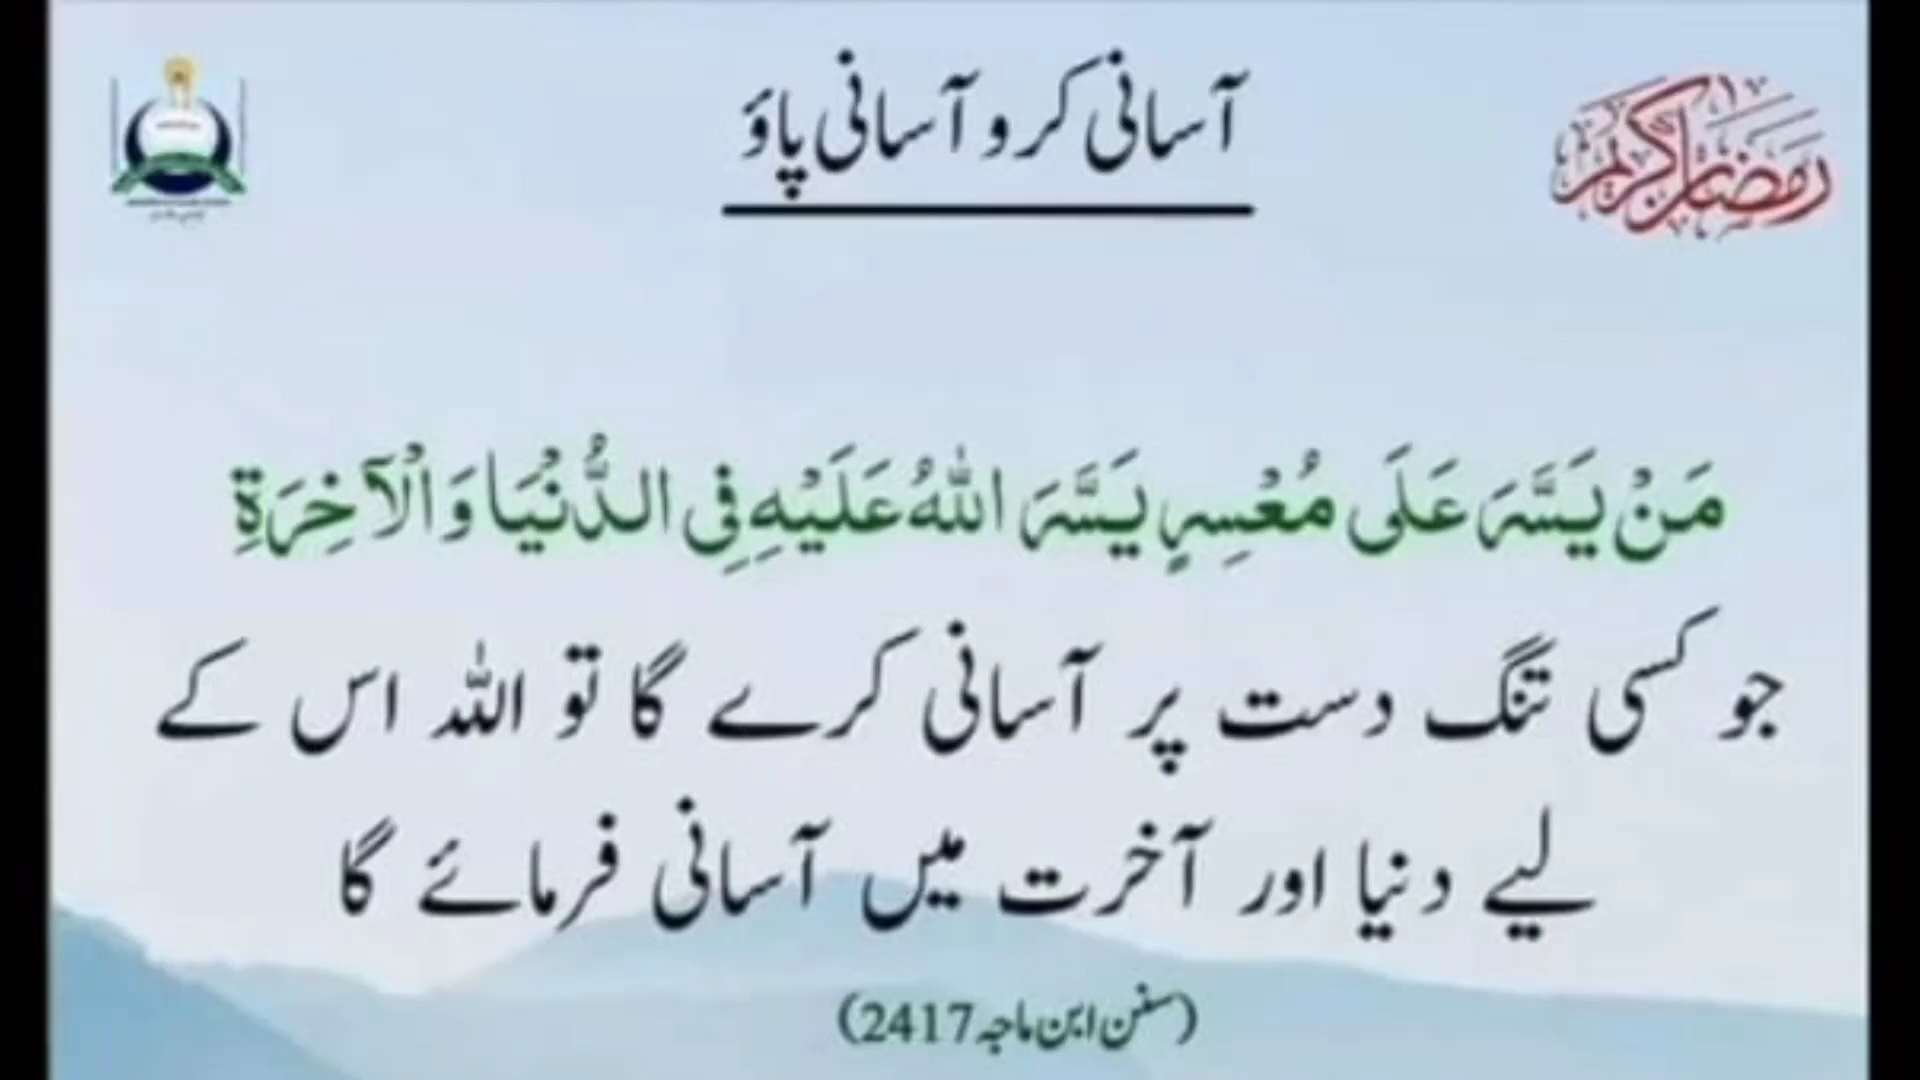 آسانی کرو آسانی پاؤ
رمضان کریم
مَنْ يَسَّرَ عَلَى مُعْسِرٍ يَسَّرَ اللّٰهُ عَلَيْهِ فِى الدُّنْيَا وَالْآخِرَةِ
جو کسی تنگ دست پر آسانی کرے گا تو اللہ اس کے
لیے دنیا اور آخرت میں آسانی فرمائے گا
(سنن ابن ماجہ 2417)